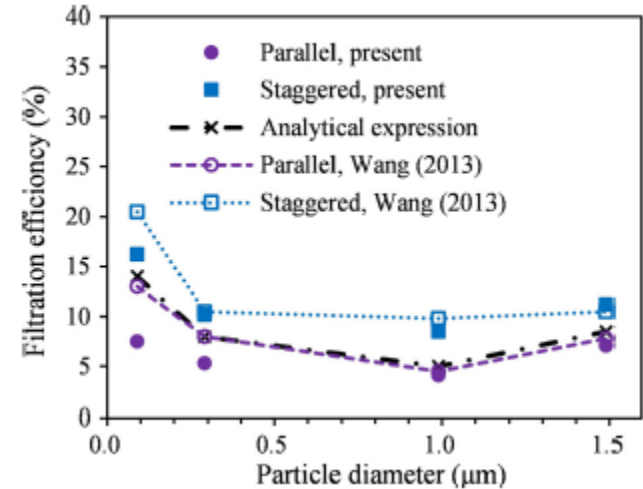 40
35
30
25
20
15
10
5
0
Filtration efficiency (%)
Parallel, present
Staggered, present
Analytical expression
Parallel, Wang (2013)
Staggered, Wang (2013)
0.0 0.5 1.0 1.5
Particle diameter (μm)